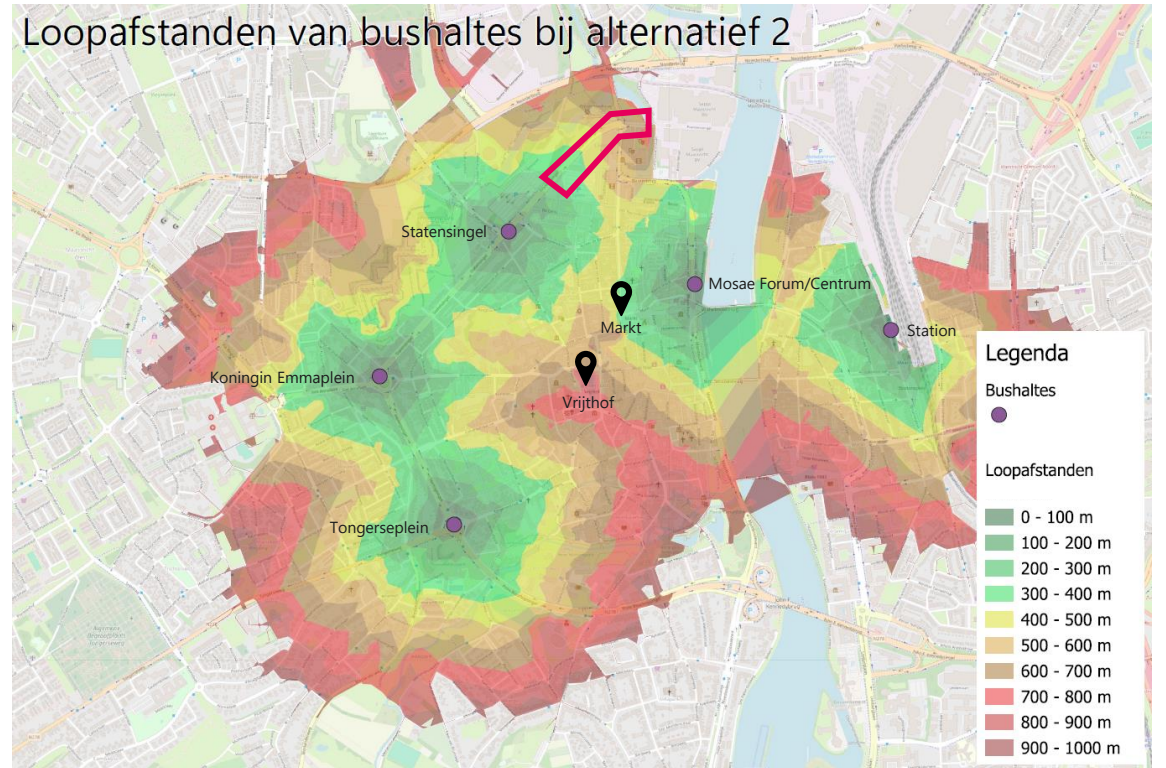 Loopafstanden van bushaltes bij alternatief 2
Statensingel
Mosae Forum/Centrum
Markt
Station
Koningin Emmaplein
Vrijthof
Tongerseplein
Legenda
Bushaltes
Loopafstanden
0 - 100 m
100 - 200 m
200 - 300 m
300 - 400 m
400 - 500 m
500 - 600 m
600 - 700 m
700 - 800 m
800 - 900 m
900 - 1000 m